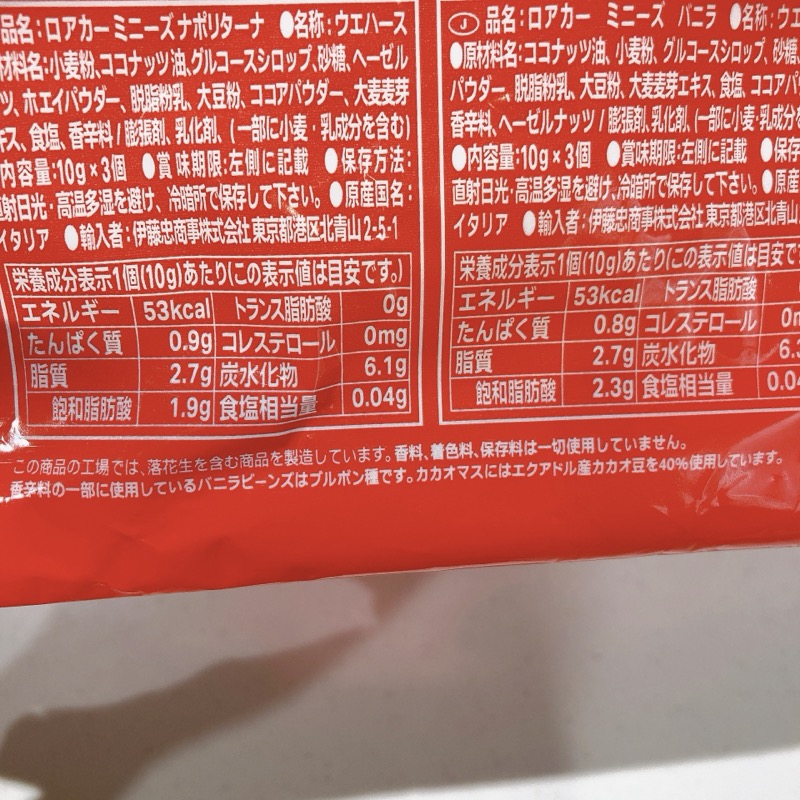 品名:ロアカー ミニーズナポリターナ ●名称:ウエハース
材料名:小麦粉、ココナッツ油、グルコースシロップ、砂糖、ヘーゼル
ツ、ホエイパウダー、脱脂粉乳、大豆粉、ココアパウダー、大麦麦芽
キス、食塩、香辛料/膨張剤、乳化剤、(一部に小麦・乳成分を含む)
内容量:10g×3個 ●賞味期限:左側に記載 ●保存方法:
直射日光・高温多湿を避け、冷暗所で保存して下さい。●原産国名:
イタリア ●輸入者:伊藤忠商事株式会社 東京都港区北青山2-5-1
栄養成分表示1個(10g)あたり(この表示値は目安です。)
エネルギー 53kcal トランス脂肪酸 0g
たんぱく質 0.9g コレステロール 0mg
脂質 2.7g 炭水化物 6.1g
飽和脂肪酸 1.9g 食塩相当量 0.04g
J 品名:ロアカー ミニーズ バニラ ●名称:ウエ
●原材料名:ココナッツ油、小麦粉、グルコースシロップ、砂糖、
パウダー、脱脂粉乳、大豆粉、大麦麦芽エキス、食塩、ココアパ
香辛料、ヘーゼルナッツ/膨張剤、乳化剤、(一部に小麦・乳成分を
●内容量:10g×3個 ●賞味期限:左側に記載 ●保存
直射日光・高温多湿を避け、冷暗所で保存して下さい。●原産
イタリア ●輸入者:伊藤忠商事株式会社 東京都港区北青山
栄養成分表示1個(10g)あたり(この表示値は目安で
エネルギー 53kcal トランス脂肪酸
たんぱく質 0.8g コレステロール 0m
脂質 2.7g 炭水化物 6.3
飽和脂肪酸 2.3g 食塩相当量 0.04
この商品の工場では、落花生を含む商品を製造しています。香料、着色料、保存料は一切使用していません。
香辛料の一部に使用しているバニラビーンズはブルボン種です。カカオマスにはエクアドル産カカオ豆を40%使用しています。